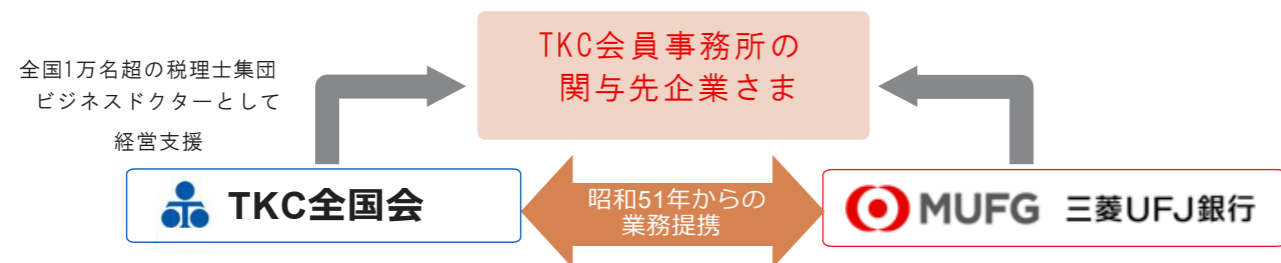 TKC会員事務所の
関与先企業さま
全国1万名超の税理士集団
ビジネスドクターとして
経営支援
TKC全国会
昭和51年からの
業務提携
MUFG 三菱UFJ銀行